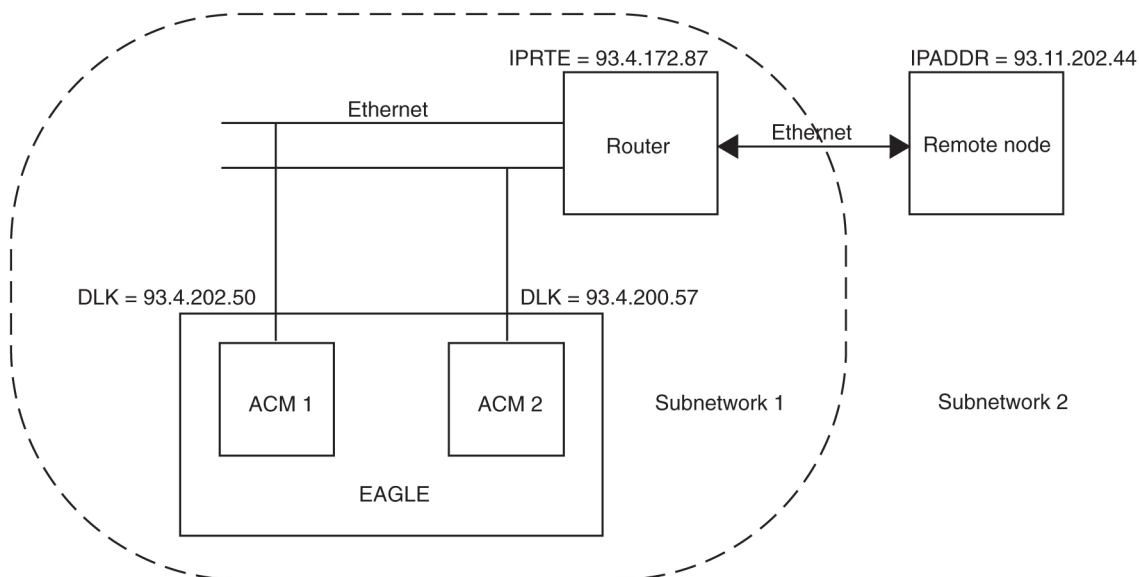 IPRTE = 93.4.172.87
IPADDR = 93.11.202.44
Ethernet
Router
Ethernet
Remote node
DLK = 93.4.202.50
DLK = 93.4.200.57
ACM 1
ACM 2
Subnetwork 1
Subnetwork 2
EAGLE